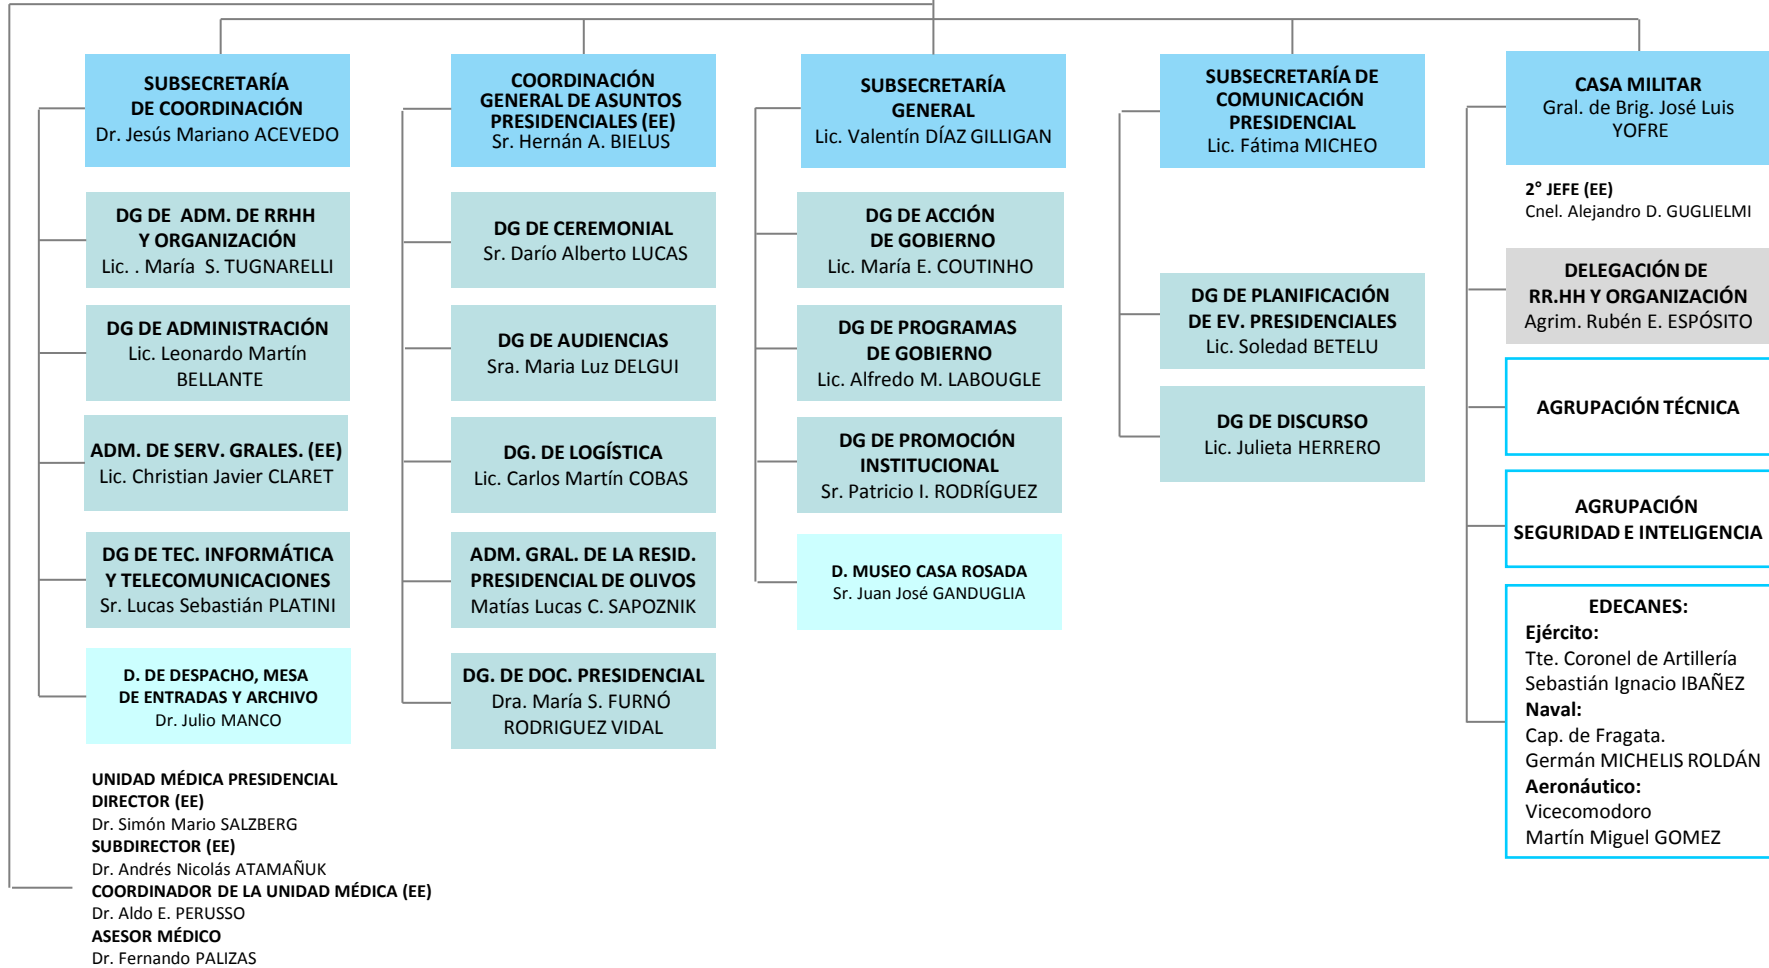 SUBSECRETARÍA
DE COORDINACIÓN
Dr. Jesús Mariano ACEVEDO
DG DE ADM. DE RRHH
Y ORGANIZACIÓN
Lic. . María S. TUGNARELLI
DG DE ADMINISTRACIÓN
Lic. Leonardo Martín
BELLANTE
ADM. DE SERV. GRALES. (EE)
Lic. Christian Javier CLARET
DG DE TEC. INFORMÁTICA
Y TELECOMUNICACIONES
Sr. Lucas Sebastián PLATINI
D. DE DESPACHO, MESA
DE ENTRADAS Y ARCHIVO
Dr. Julio MANCO
UNIDAD MÉDICA PRESIDENCIAL
DIRECTOR (EE)
Dr. Simón Mario SALZBERG
SUBDIRECTOR (EE)
Dr. Andrés Nicolás ATAMAÑUK
COORDINADOR DE LA UNIDAD MÉDICA (EE)
Dr. Aldo E. PERUSSO
ASESOR MÉDICO
Dr. Fernando PALIZAS
COORDINACIÓN
GENERAL DE ASUNTOS
PRESIDENCIALES (EE)
Sr. Hernán A. BIELUS
DG DE CEREMONIAL
Sr. Darío Alberto LUCAS
DG DE AUDIENCIAS
Sra. Maria Luz DELGUI
DG. DE LOGÍSTICA
Lic. Carlos Martín COBAS
ADM. GRAL. DE LA RESID.
PRESIDENCIAL DE OLIVOS
Matías Lucas C. SAPOZNIK
DG. DE DOC. PRESIDENCIAL
Dra. María S. FURNÓ
RODRIGUEZ VIDAL
SUBSECRETARÍA
GENERAL
Lic. Valentín DÍAZ GILLIGAN
DG DE ACCIÓN
DE GOBIERNO
Lic. María E. COUTINHO
DG DE PROGRAMAS
DE GOBIERNO
Lic. Alfredo M. LABOUGLE
DG DE PROMOCIÓN
INSTITUCIONAL
Sr. Patricio I. RODRÍGUEZ
D. MUSEO CASA ROSADA
Sr. Juan José GANDUGLIA
SUBSECRETARÍA DE
COMUNICACIÓN
PRESIDENCIAL
Lic. Fátima MICHEO
DG DE PLANIFICACIÓN
DE EV. PRESIDENCIALES
Lic. Soledad BETELU
DG DE DISCURSO
Lic. Julieta HERRERO
CASA MILITAR
Gral. de Brig. José Luis
YOFRE
2° JEFE (EE)
Cnel. Alejandro D. GUGLIELMI
DELEGACIÓN DE
RR.HH Y ORGANIZACIÓN
Agrim. Rubén E. ESPÓSITO
AGRUPACIÓN TÉCNICA
AGRUPACIÓN
SEGURIDAD E INTELIGENCIA
EDECANES:
Ejército:
Tte. Coronel de Artillería
Sebastián Ignacio IBAÑEZ
Naval:
Cap. de Fragata.
Germán MICHELIS ROLDÁN
Aeronáutico:
Vicecomodoro
Martín Miguel GOMEZ